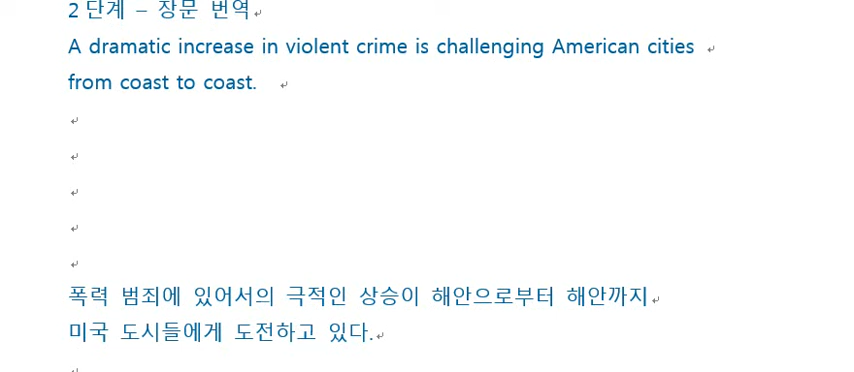 2단계 – 장문 번역
A dramatic increase in violent crime is challenging American cities
from coast to coast.
폭력 범죄에 있어서의 극적인 상승이 해안으로부터 해안까지
미국 도시들에게 도전하고 있다.